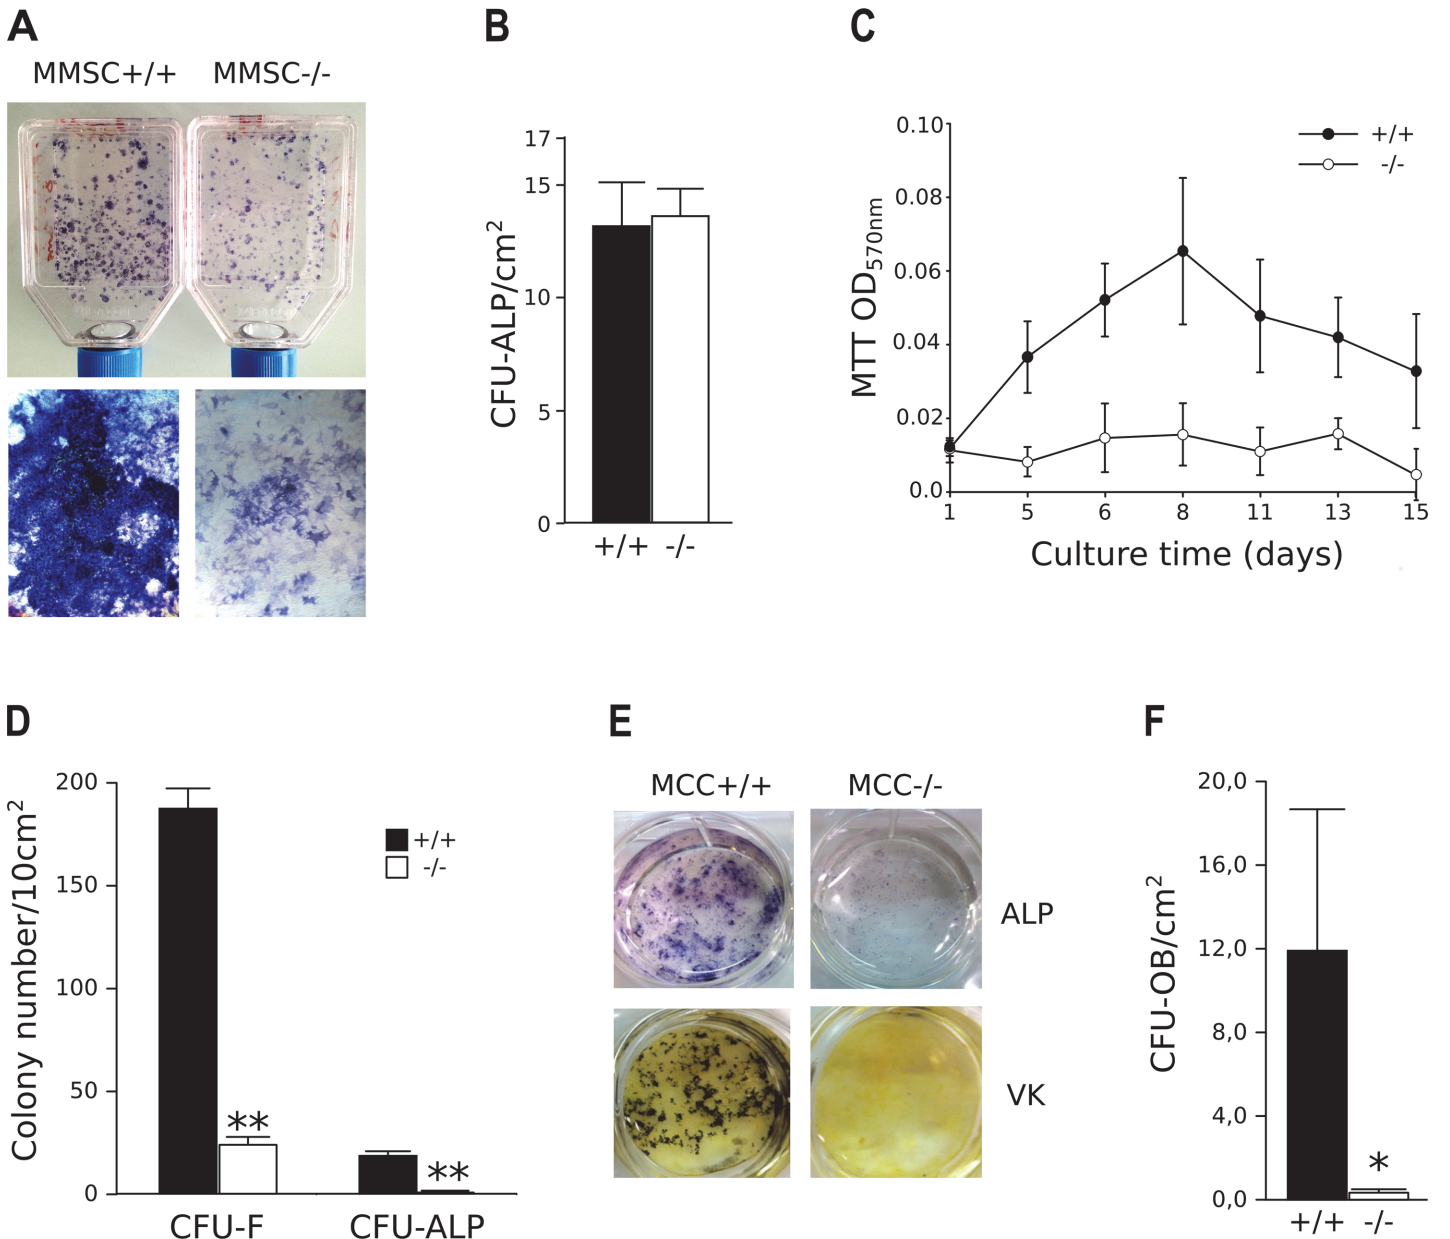 A
MMSC+/+ MMSC-/-
B
17
15
10
5
0
CFU-ALP/cm2
+/+ -/-
C
0.10
0.08
0.06
0.04
0.02
0.0
MTT OD570nm
+/+
-/-
1 5 6 8 11 13 15
Culture time (days)
D
200
150
100
50
0
Colony number/10cm2
+/+
-/-
**
**
CFU-F CFU-ALP
E
MCC+/+ MCC-/-
ALP
VK
F
20,0
16,0
12,0
8,0
4,0
0,0
CFU-OB/cm2
*
+/+ -/-